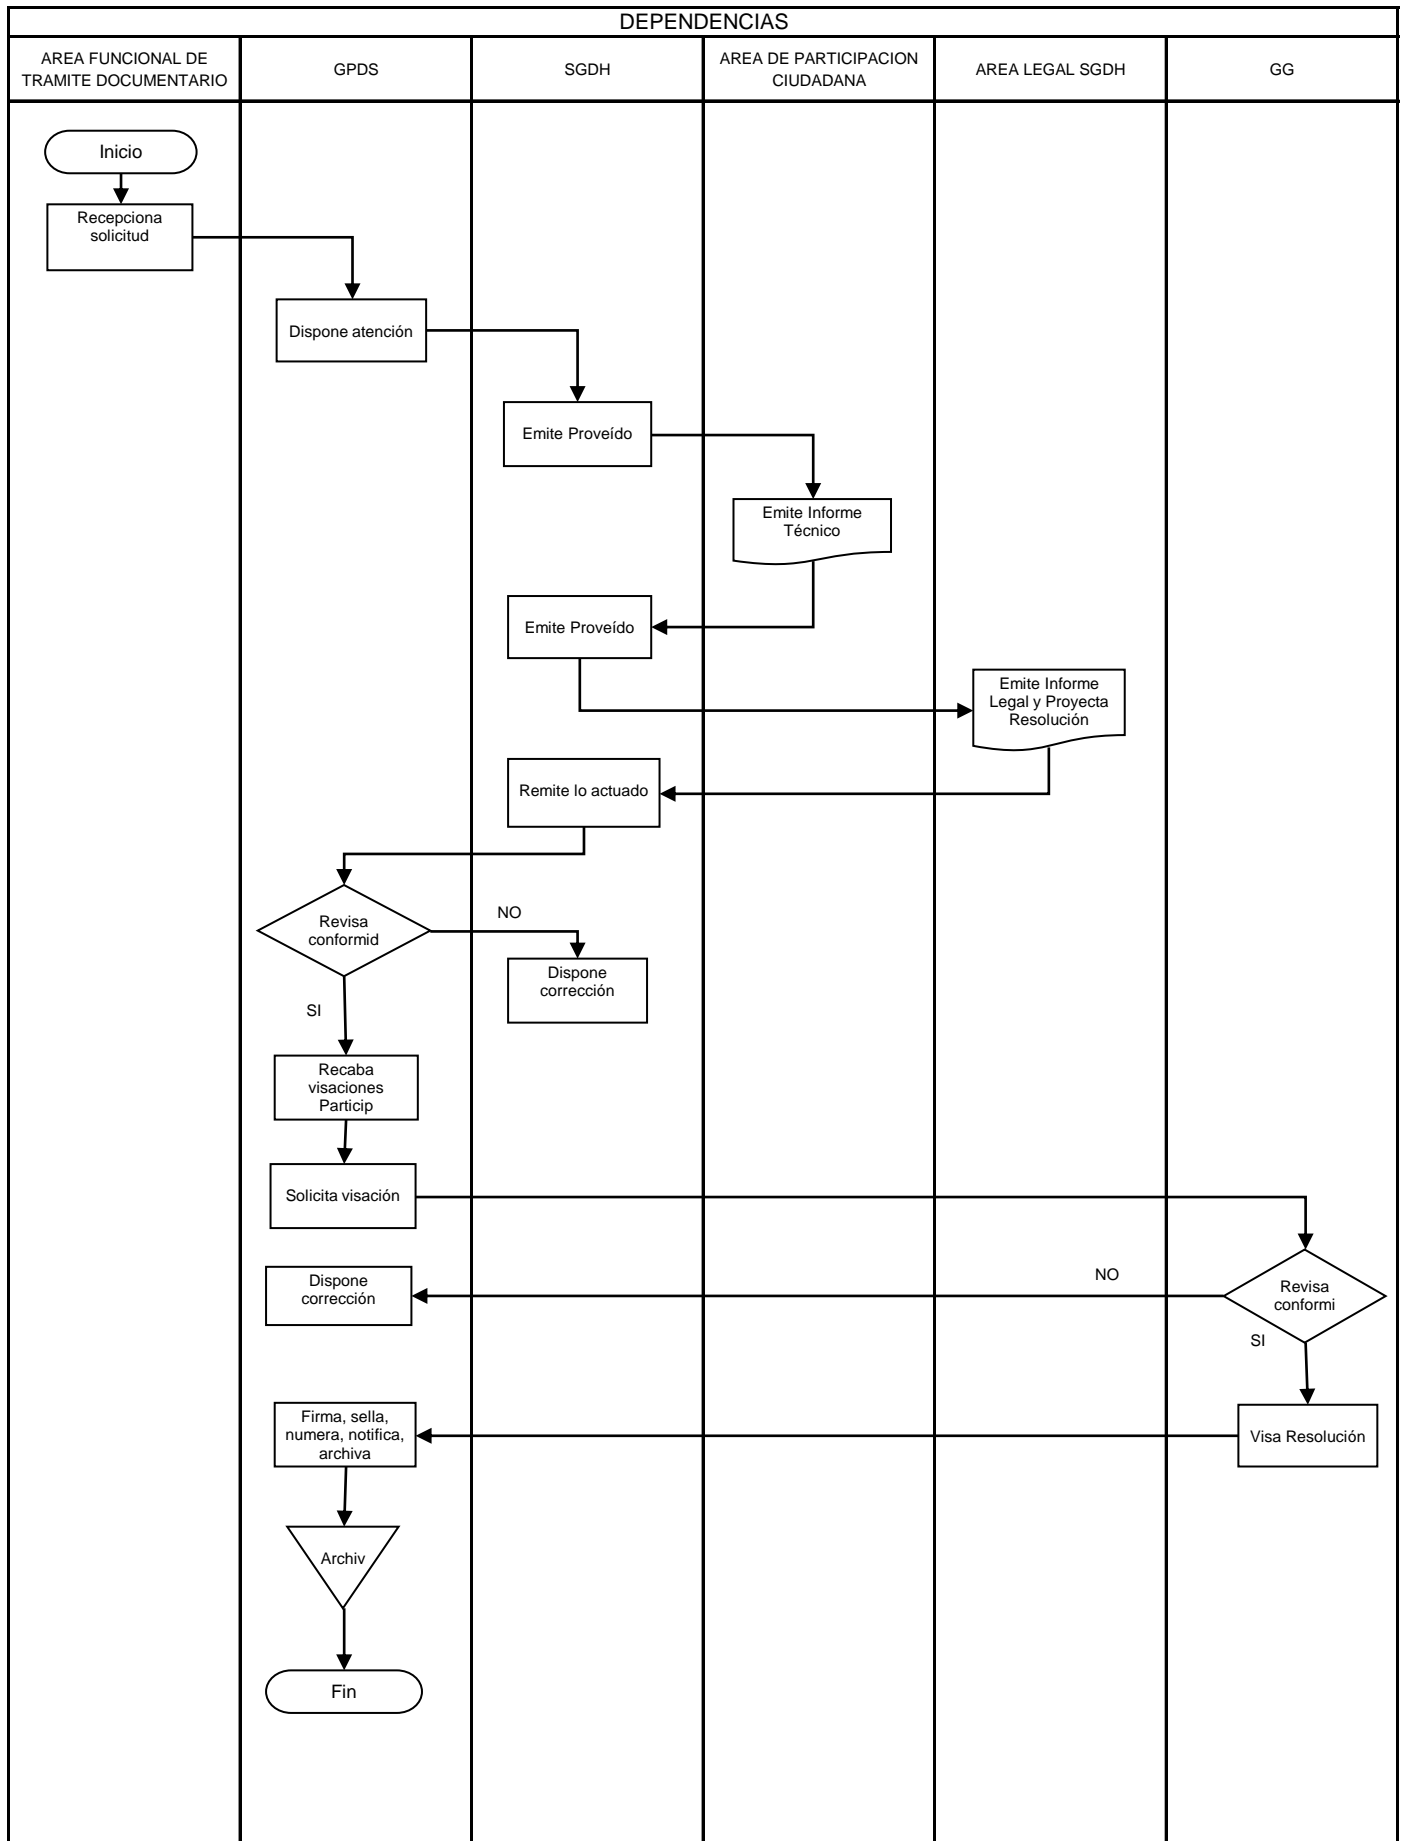 DEPENDENCIAS
AREA FUNCIONAL DE
TRAMITE DOCUMENTARIO
GPDS
SGDH
AREA DE PARTICIPACION
CIUDADANA
AREA LEGAL SGDH
GG
Inicio
Recepciona
solicitud
Dispone atención
Emite Proveído
Emite Informe
Técnico
Emite Proveído
Emite Informe
Legal y Proyecta
Resolución
Remite lo actuado
Revisa
conformid
NO
Dispone
corrección
SI
Recaba
visaciones
Particip
Solicita visación
Dispone
corrección
NO
Revisa
conformi
SI
Firma, sella,
numera, notifica,
archiva
Visa Resolución
Archiv
Fin